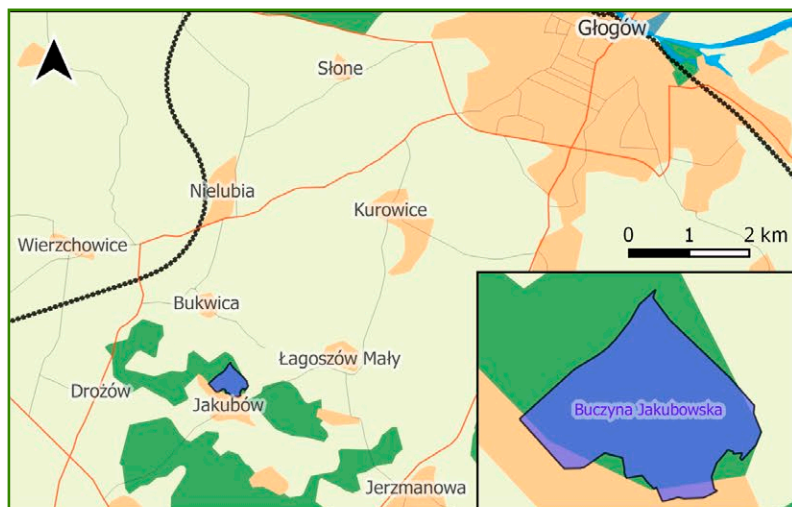 Głogów
Słone
Nielubia
Kurowice
Wierzchowice
0 1 2 km
Bukwica
Łagoszów Mały
Drożów
Jakubów
Buczyna Jakubowska
Jerzmanowa